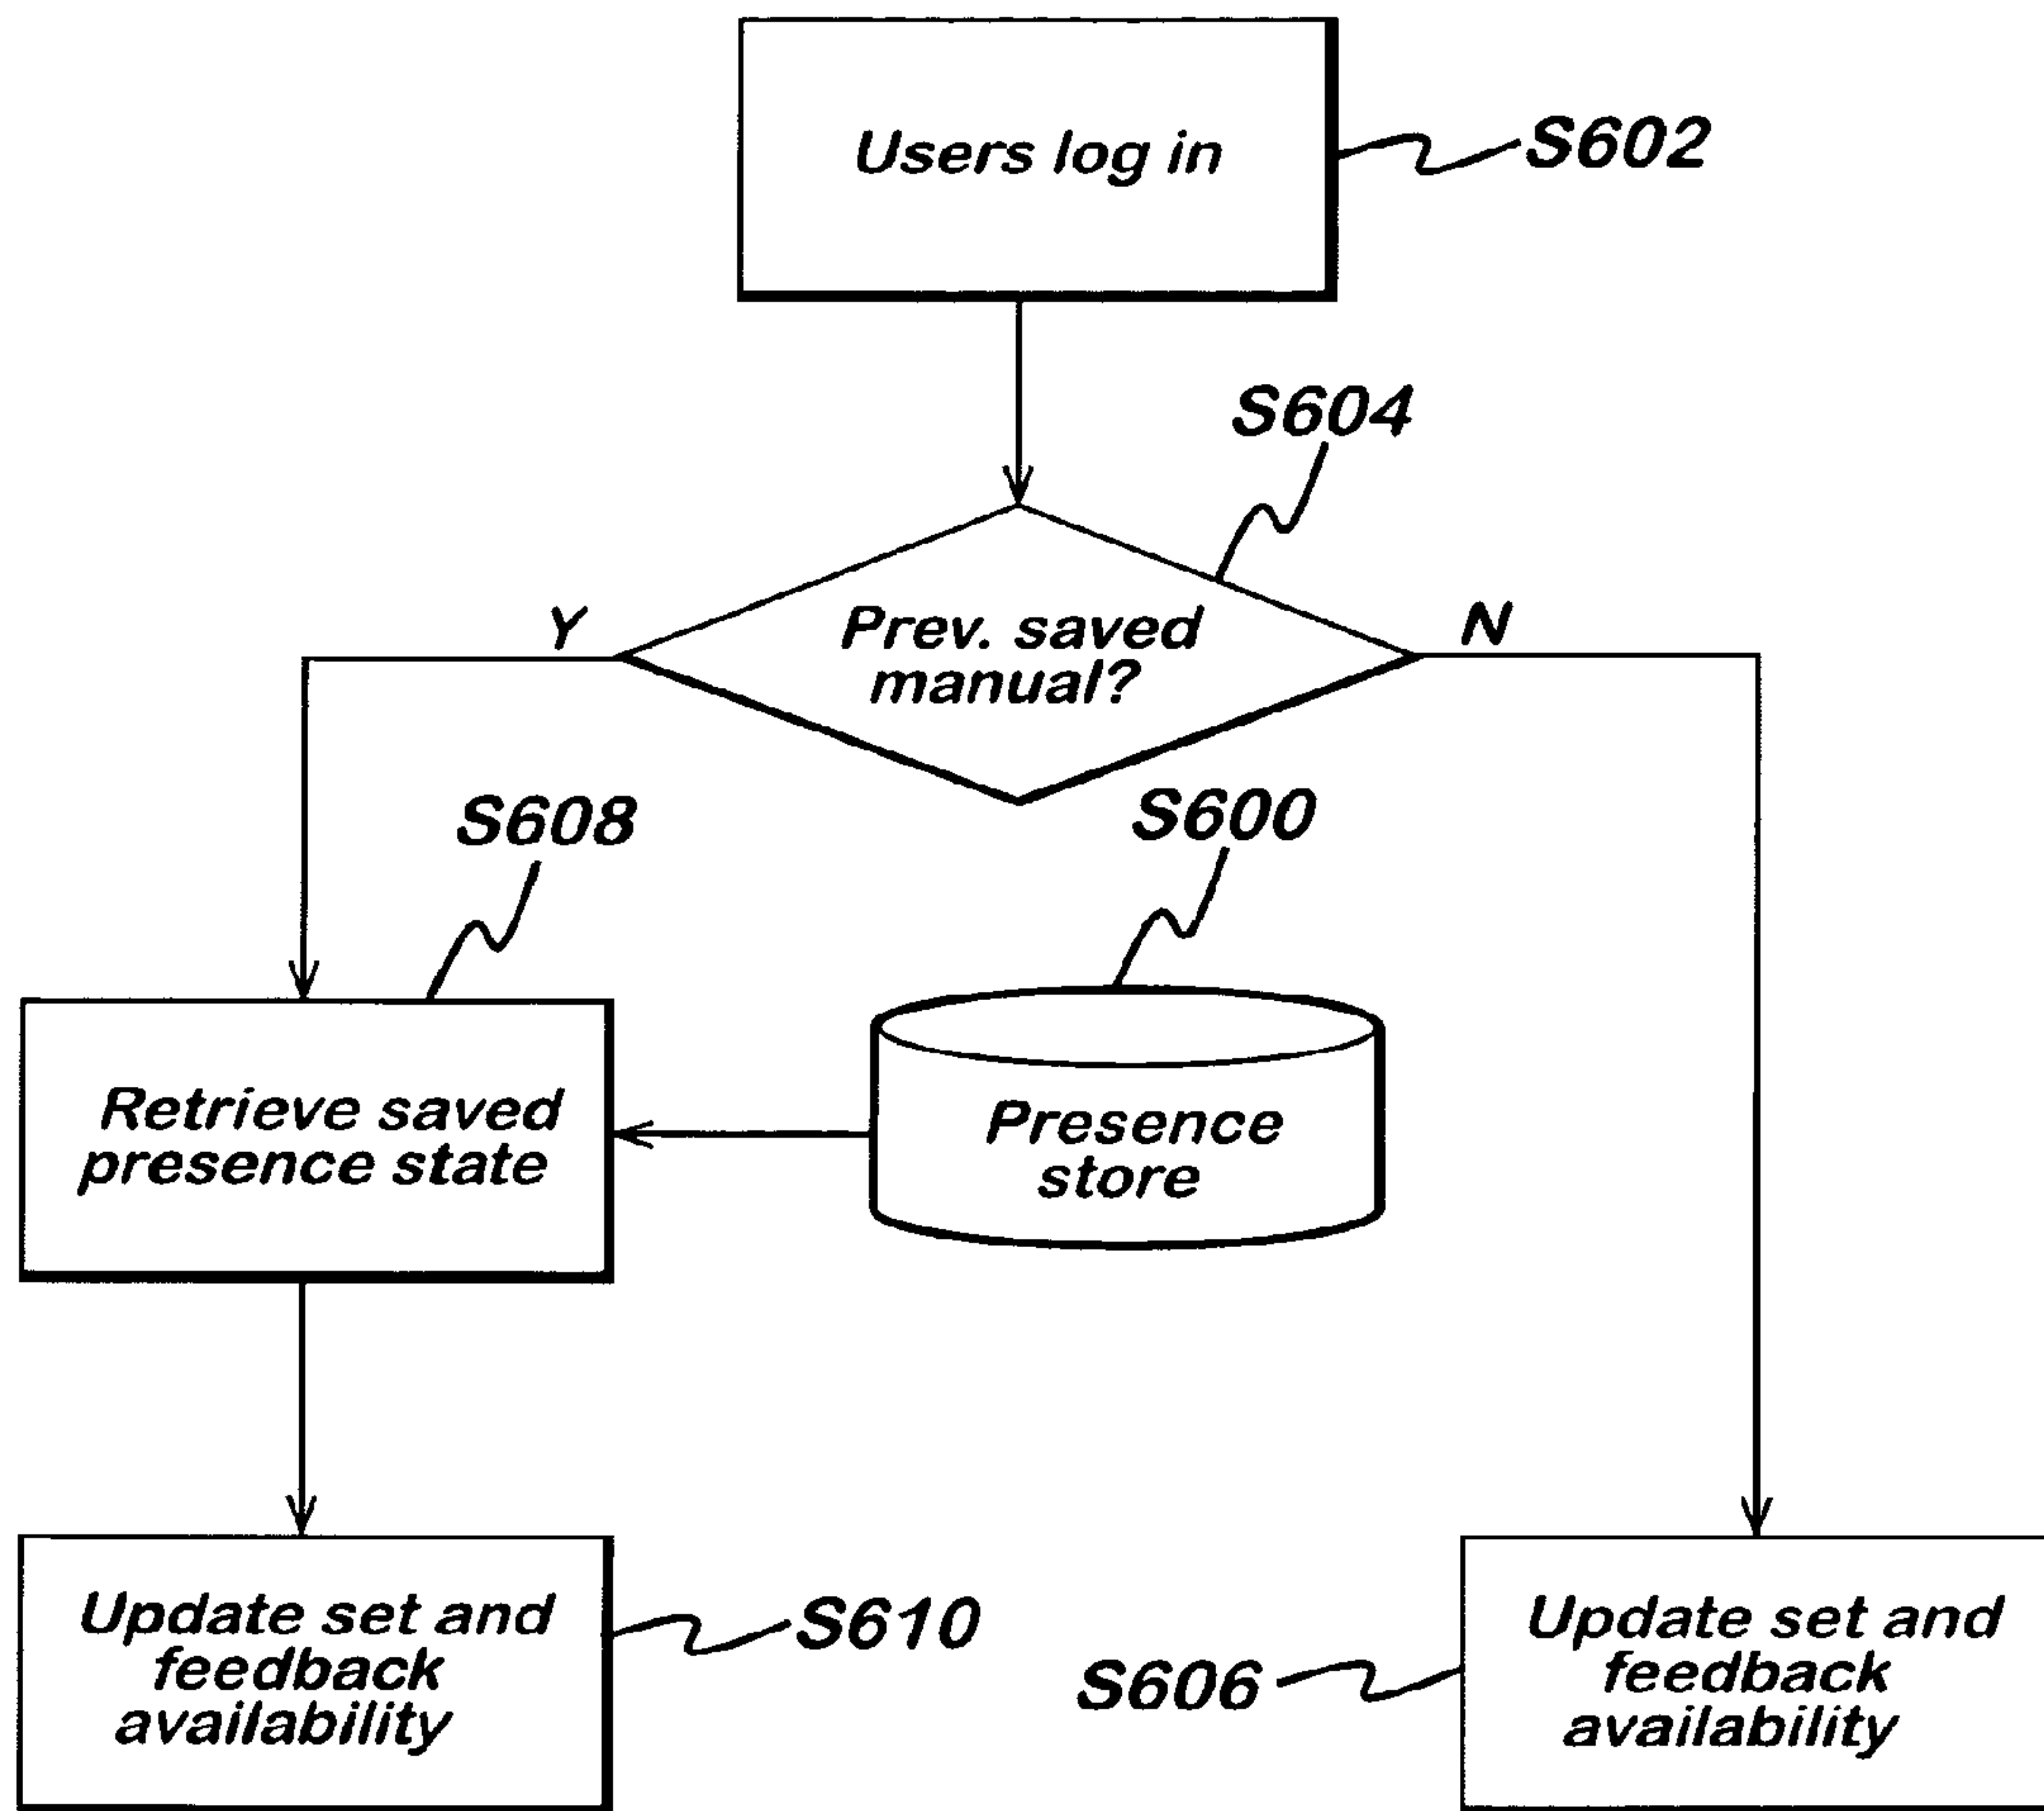 Users log in
S602
S604
Y
Prev. saved
manual?
N
S608
S600
Retrieve saved
presence state
Presence
store
Update set and
feedback
availability
S610
S606
Update set and
feedback
availability